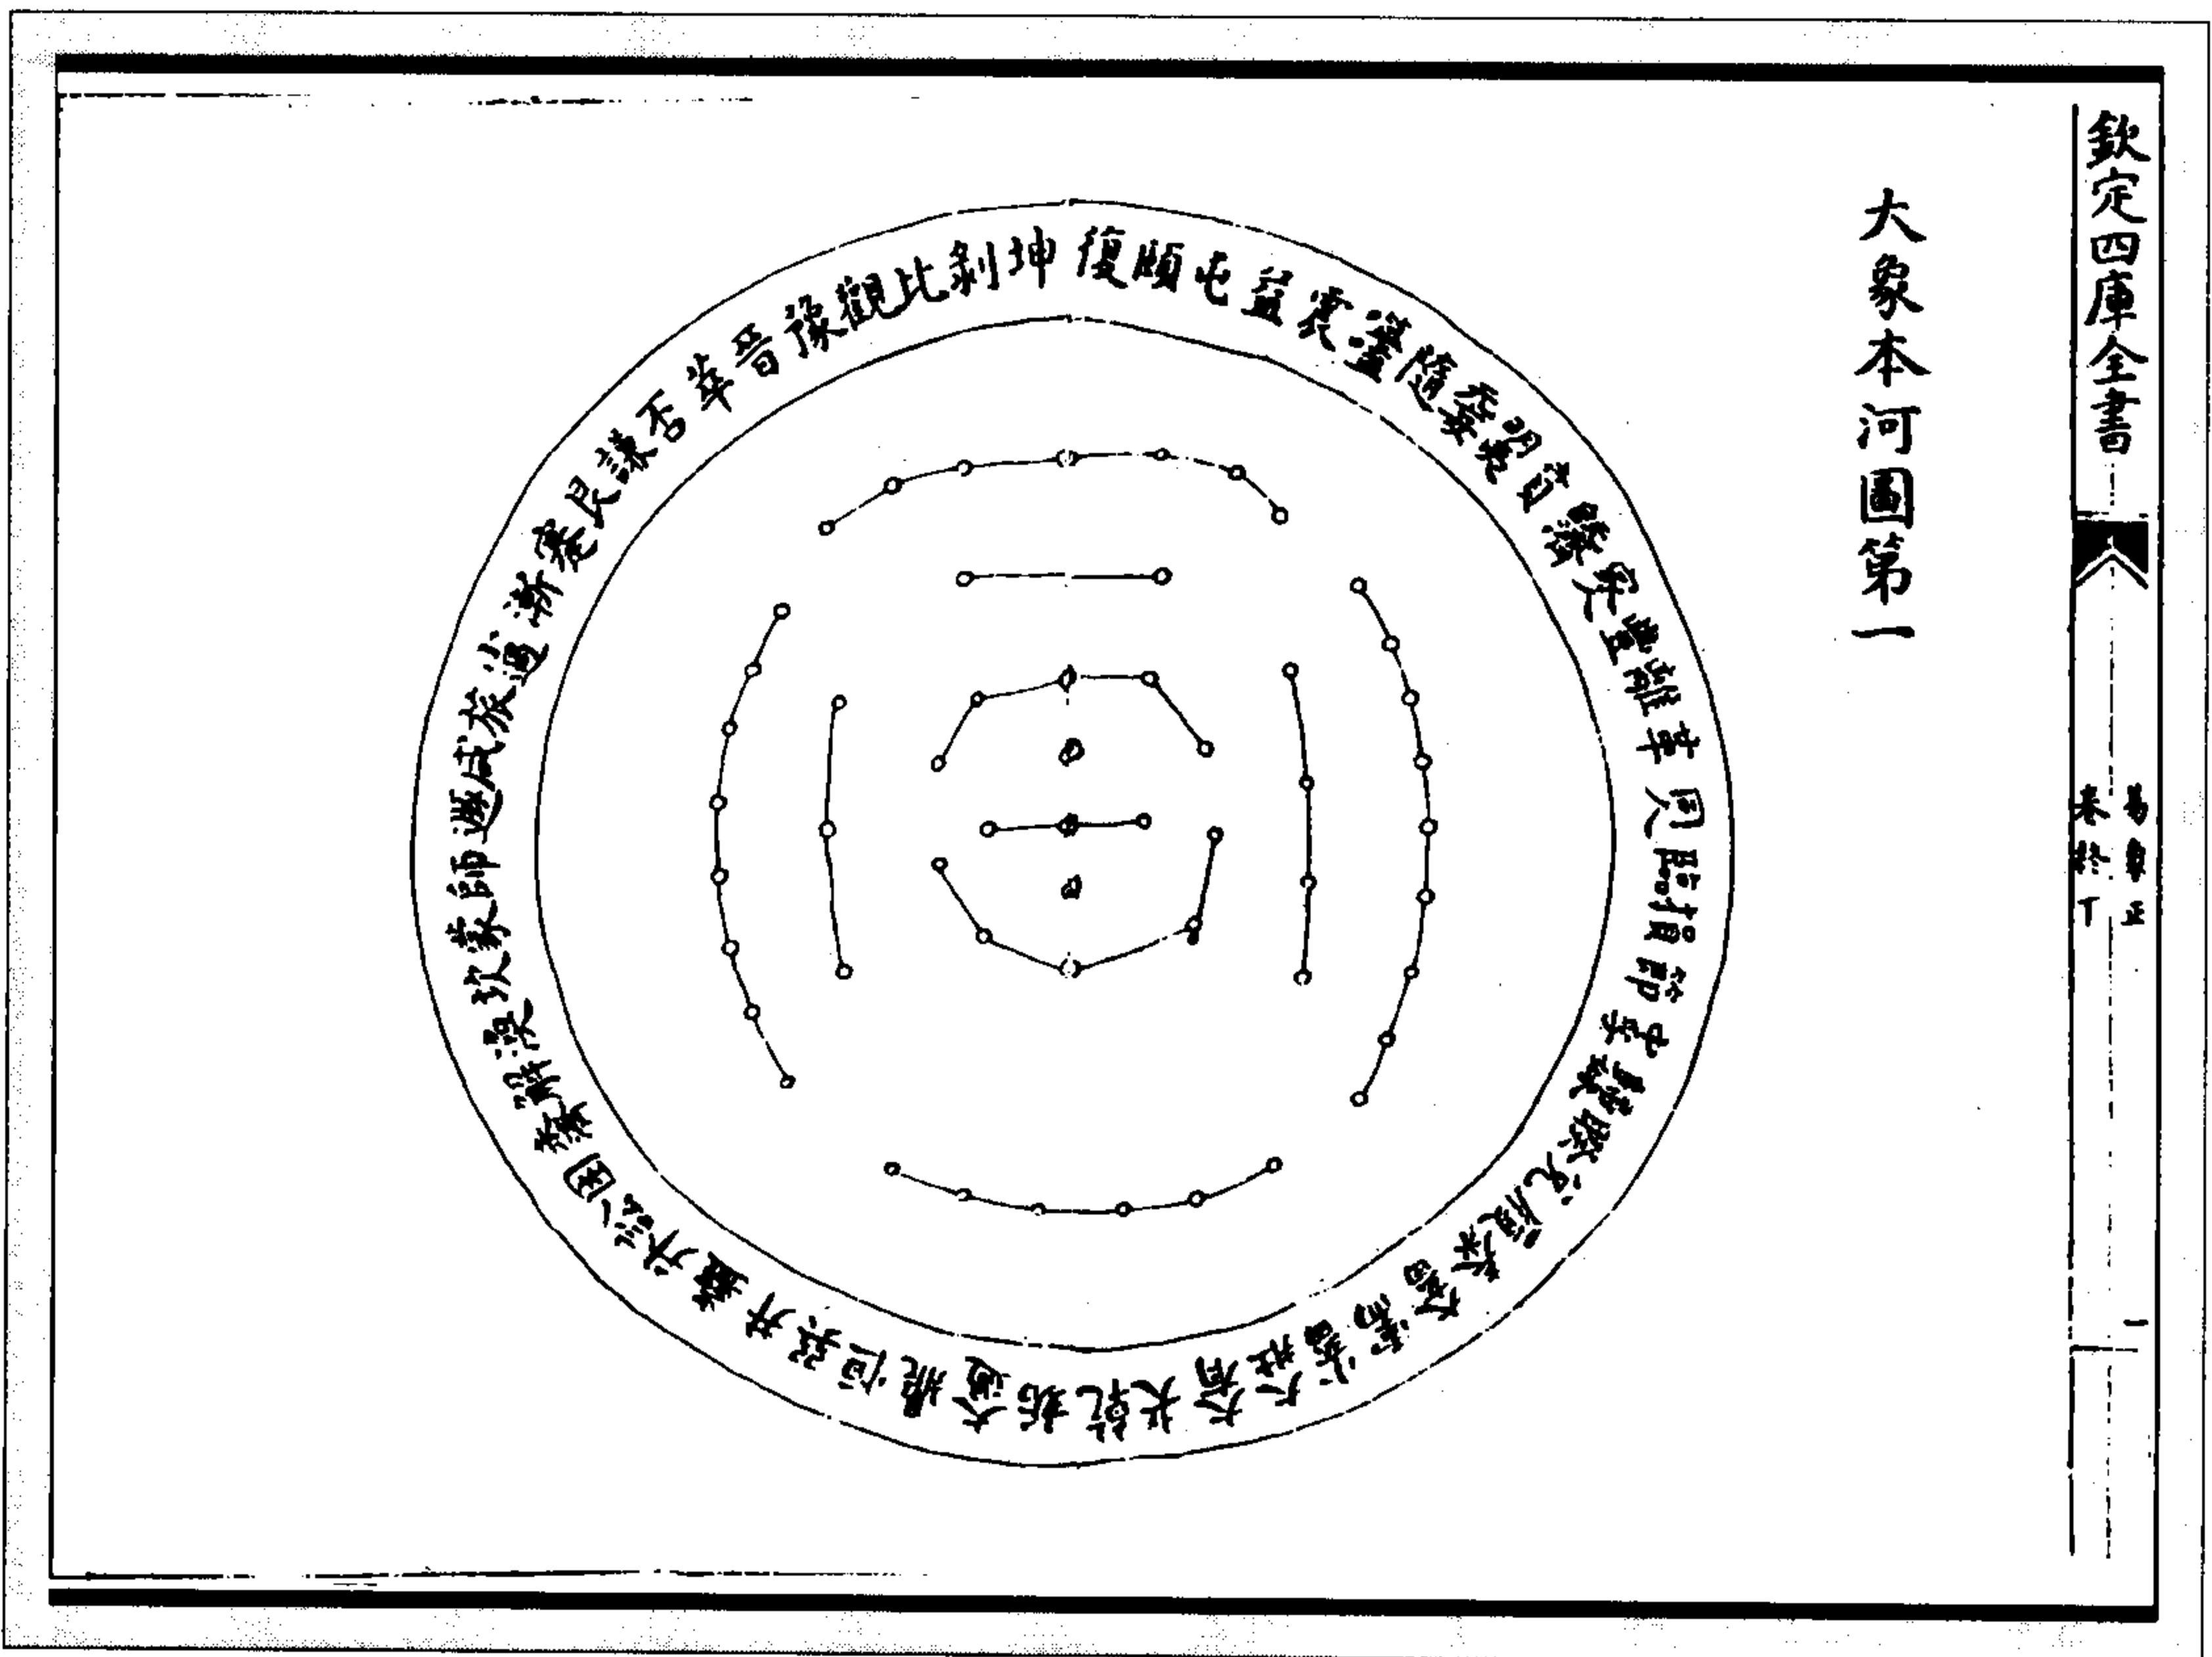 欽定四庫全書
易象正
卷終下
一
大象本河圖第一
復頤屯益震噬嗑隨无妄明夷賁既濟家人豐離革同人臨損節中孚歸妹睽兌履泰大畜需小畜大壯大有夬乾姤大過鼎恒巽井蠱升訟困未濟解渙坎蒙師遯咸旅小過漸蹇艮謙否萃晉豫觀比剝坤